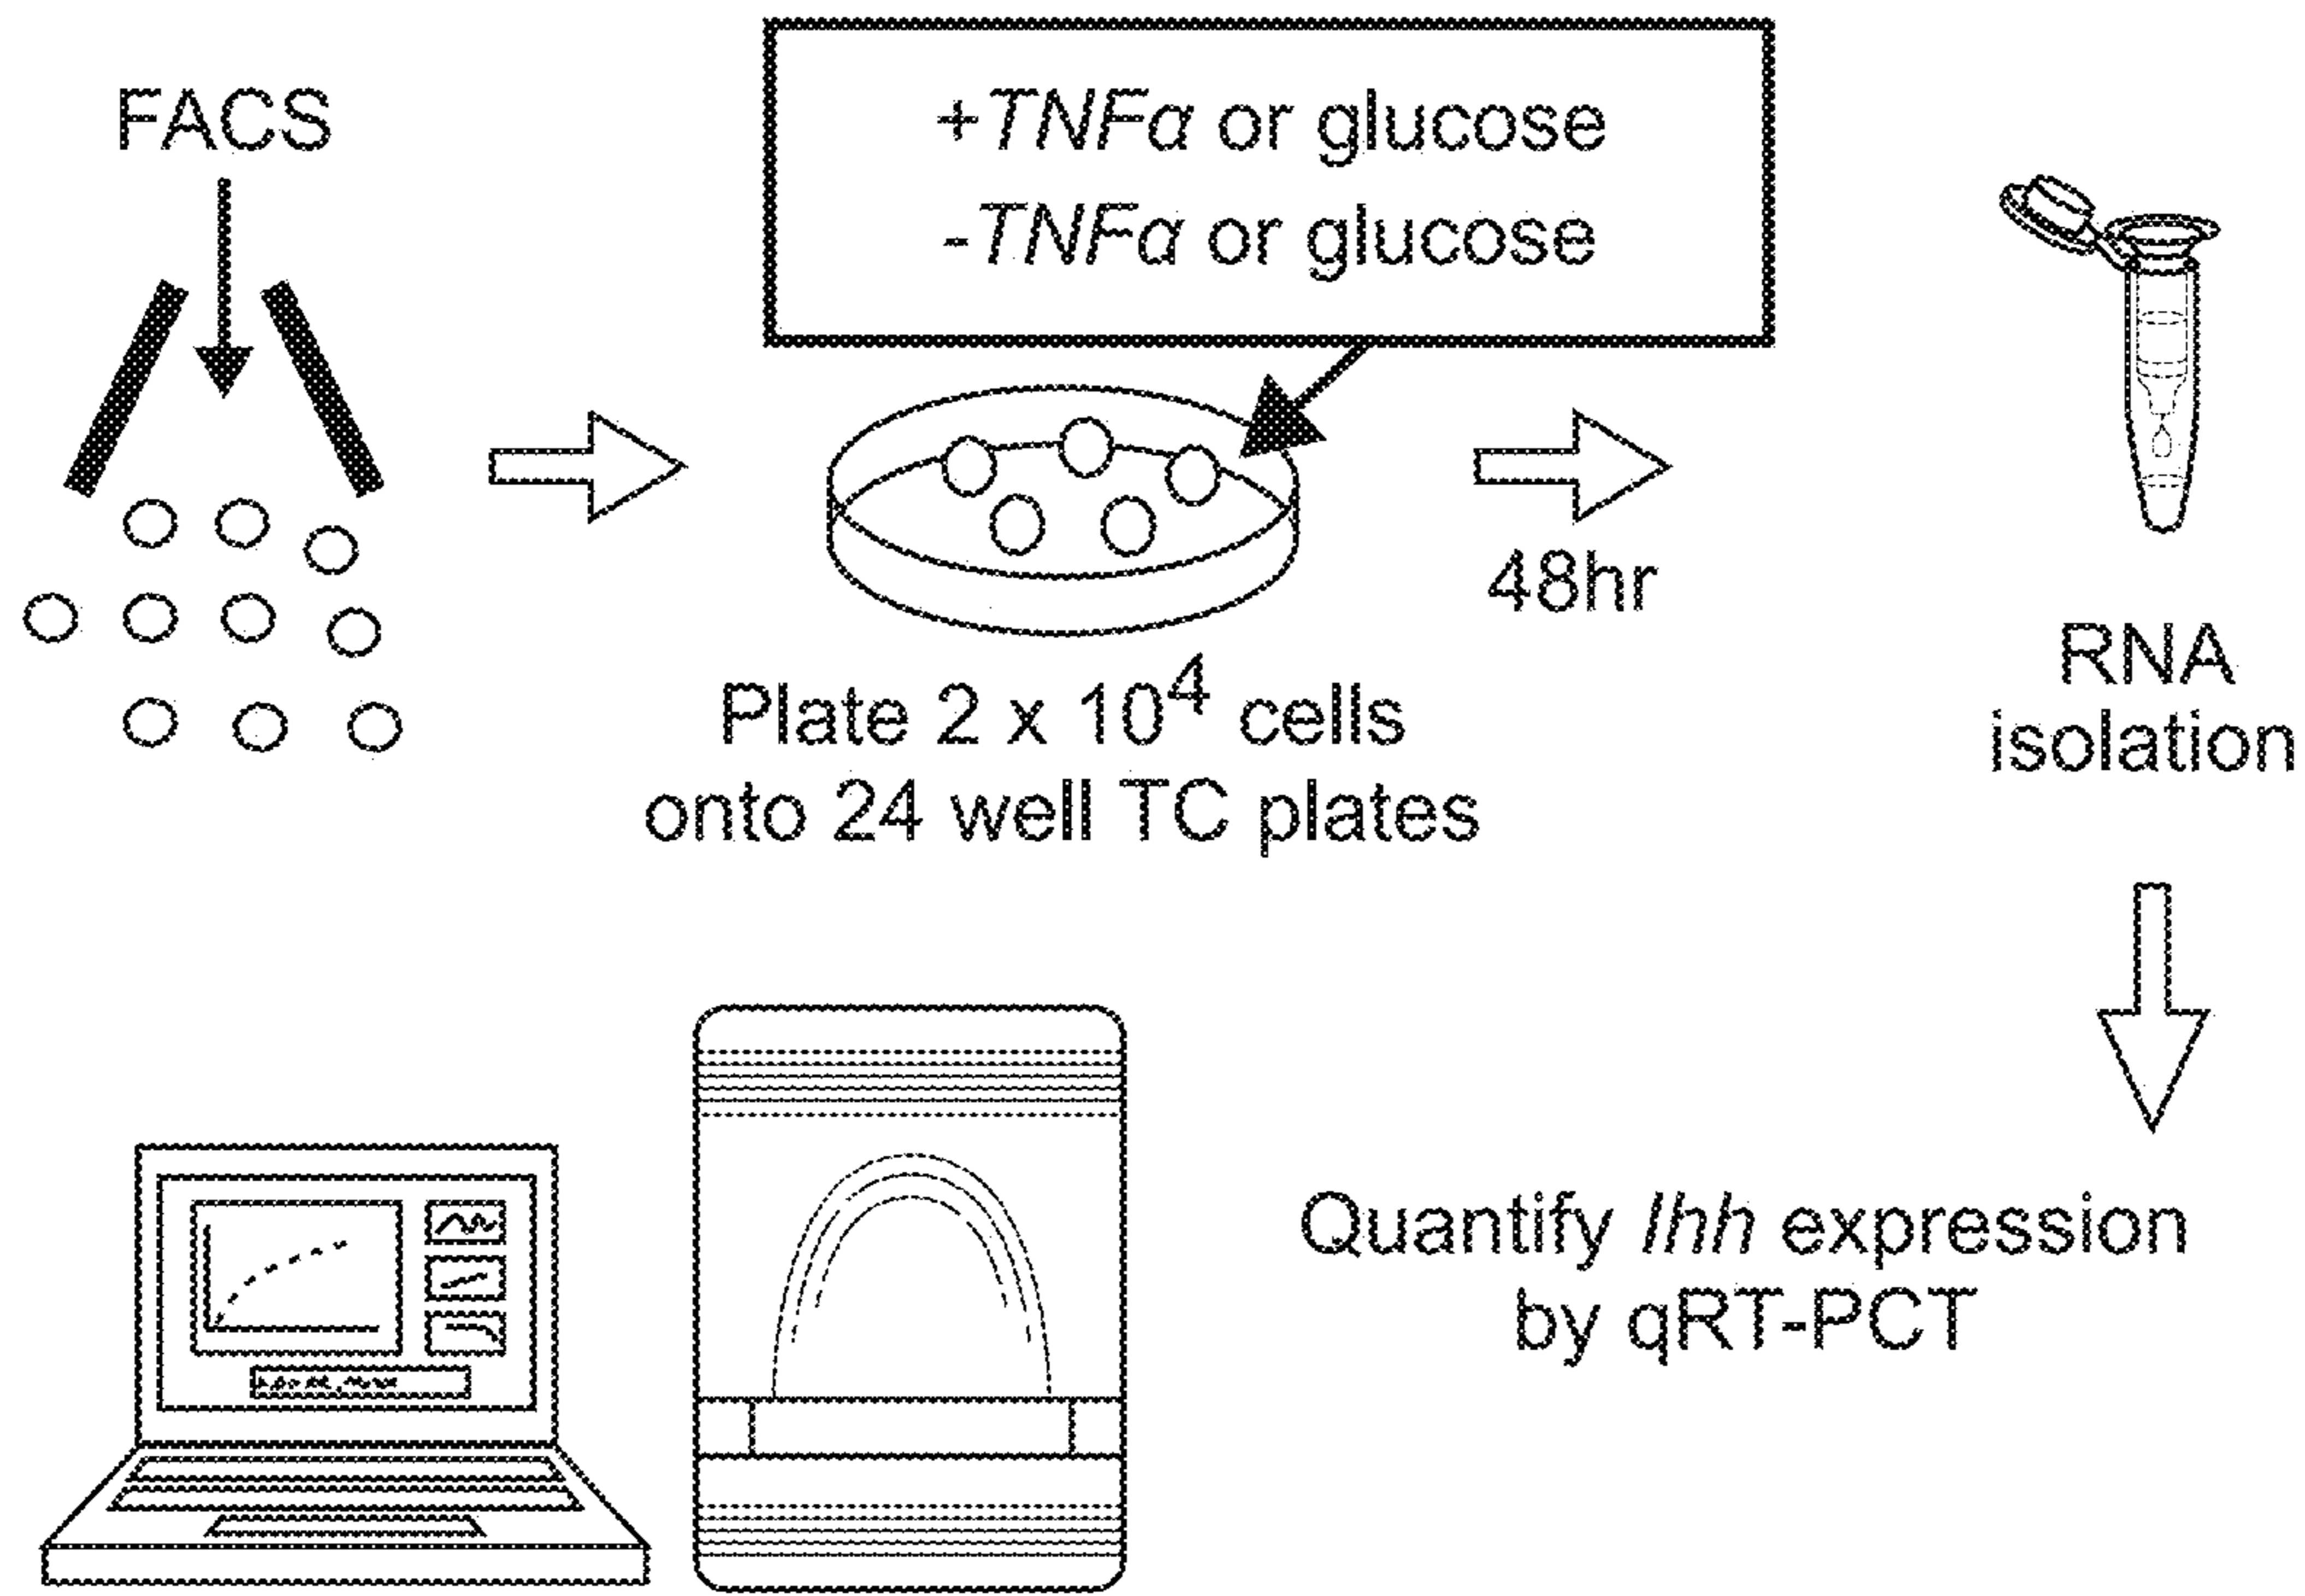 FACS
+TNFα or glucose
-TNFα or glucose
48hr
Plate 2 x 10⁴ cells
onto 24 well TC plates
RNA
isolation
Quantify Ihh expression
by qRT-PCT